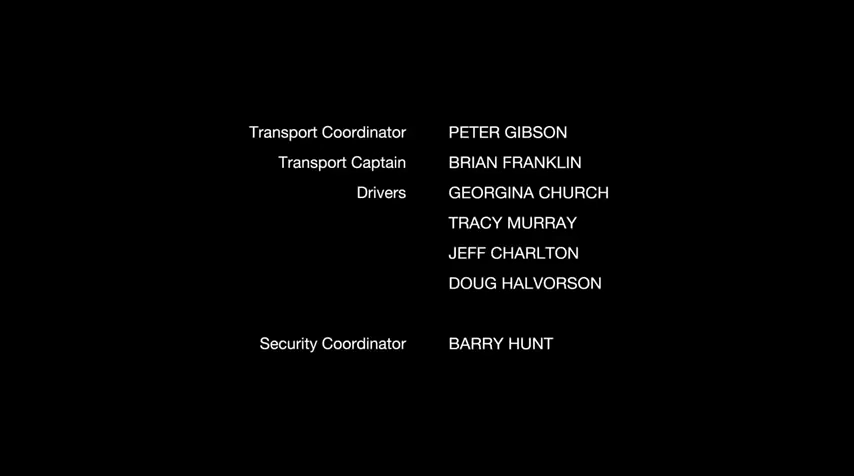 Transport Coordinator PETER GIBSON
Transport Captain BRIAN FRANKLIN
Drivers GEORGINA CHURCH
TRACY MURRAY
JEFF CHARLTON
DOUG HALVORSON
Security Coordinator BARRY HUNT